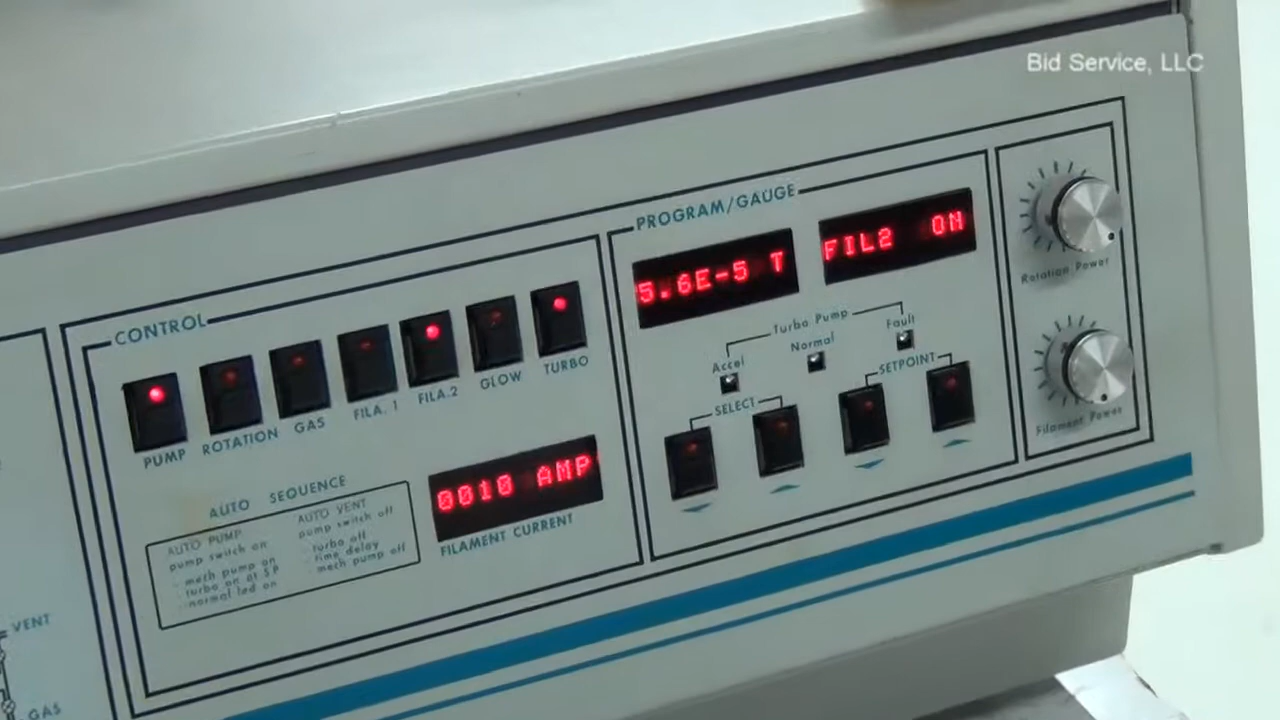 Bid Service, LLC
PROGRAM/GAUGE
5.6E-5 T
FIL2 ON
Rotation Power
CONTROL
Turbo Pump
Accel
Normal
Fault
PUMP
ROTATION
GAS
FILA. 1
FILA.2
GLOW
TURBO
SELECT
SETPOINT
Filament Power
0010 AMP
FILAMENT CURRENT
AUTO SEQUENCE
AUTO PUMP
pump switch on
mech pump on
turbo on at S.P
normal led on
AUTO VENT
pump switch off
turbo off
time delay
mech pump off
VENT
GAS